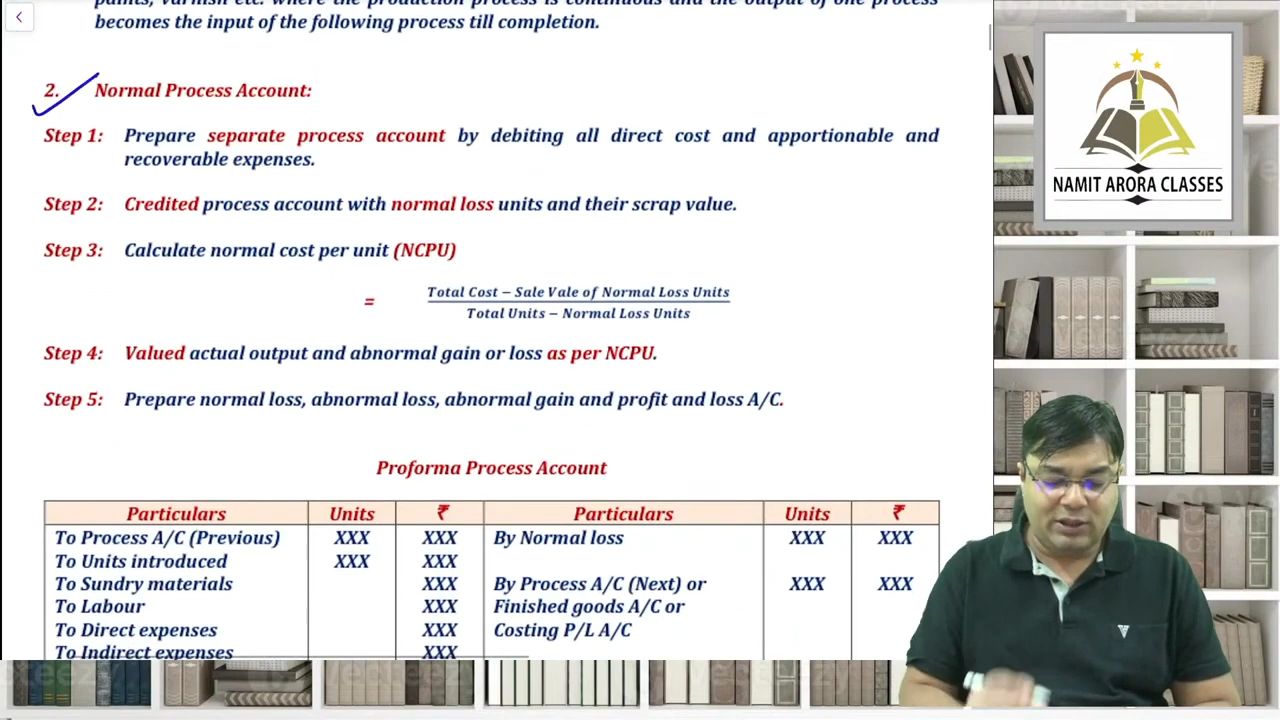 paints, varnish etc. where the production process is continuous and the output of one process
becomes the input of the following process till completion.
2. Normal Process Account:
Step 1: Prepare separate process account by debiting all direct cost and apportionable and
recoverable expenses.
Step 2: Credited process account with normal loss units and their scrap value.
Step 3: Calculate normal cost per unit (NCPU)
= Total Cost – Sale Vale of Normal Loss Units
Total Units – Normal Loss Units
Step 4: Valued actual output and abnormal gain or loss as per NCPU.
Step 5: Prepare normal loss, abnormal loss, abnormal gain and profit and loss A/C.
Proforma Process Account
Particulars Units ₹ Particulars Units ₹
To Process A/C (Previous) XXX XXX By Normal loss XXX XXX
To Units introduced XXX XXX
To Sundry materials XXX By Process A/C (Next) or XXX XXX
To Labour XXX Finished goods A/C or
To Direct expenses XXX Costing P/L A/C
To Indirect expenses XXX
NAMIT ARORA CLASSES